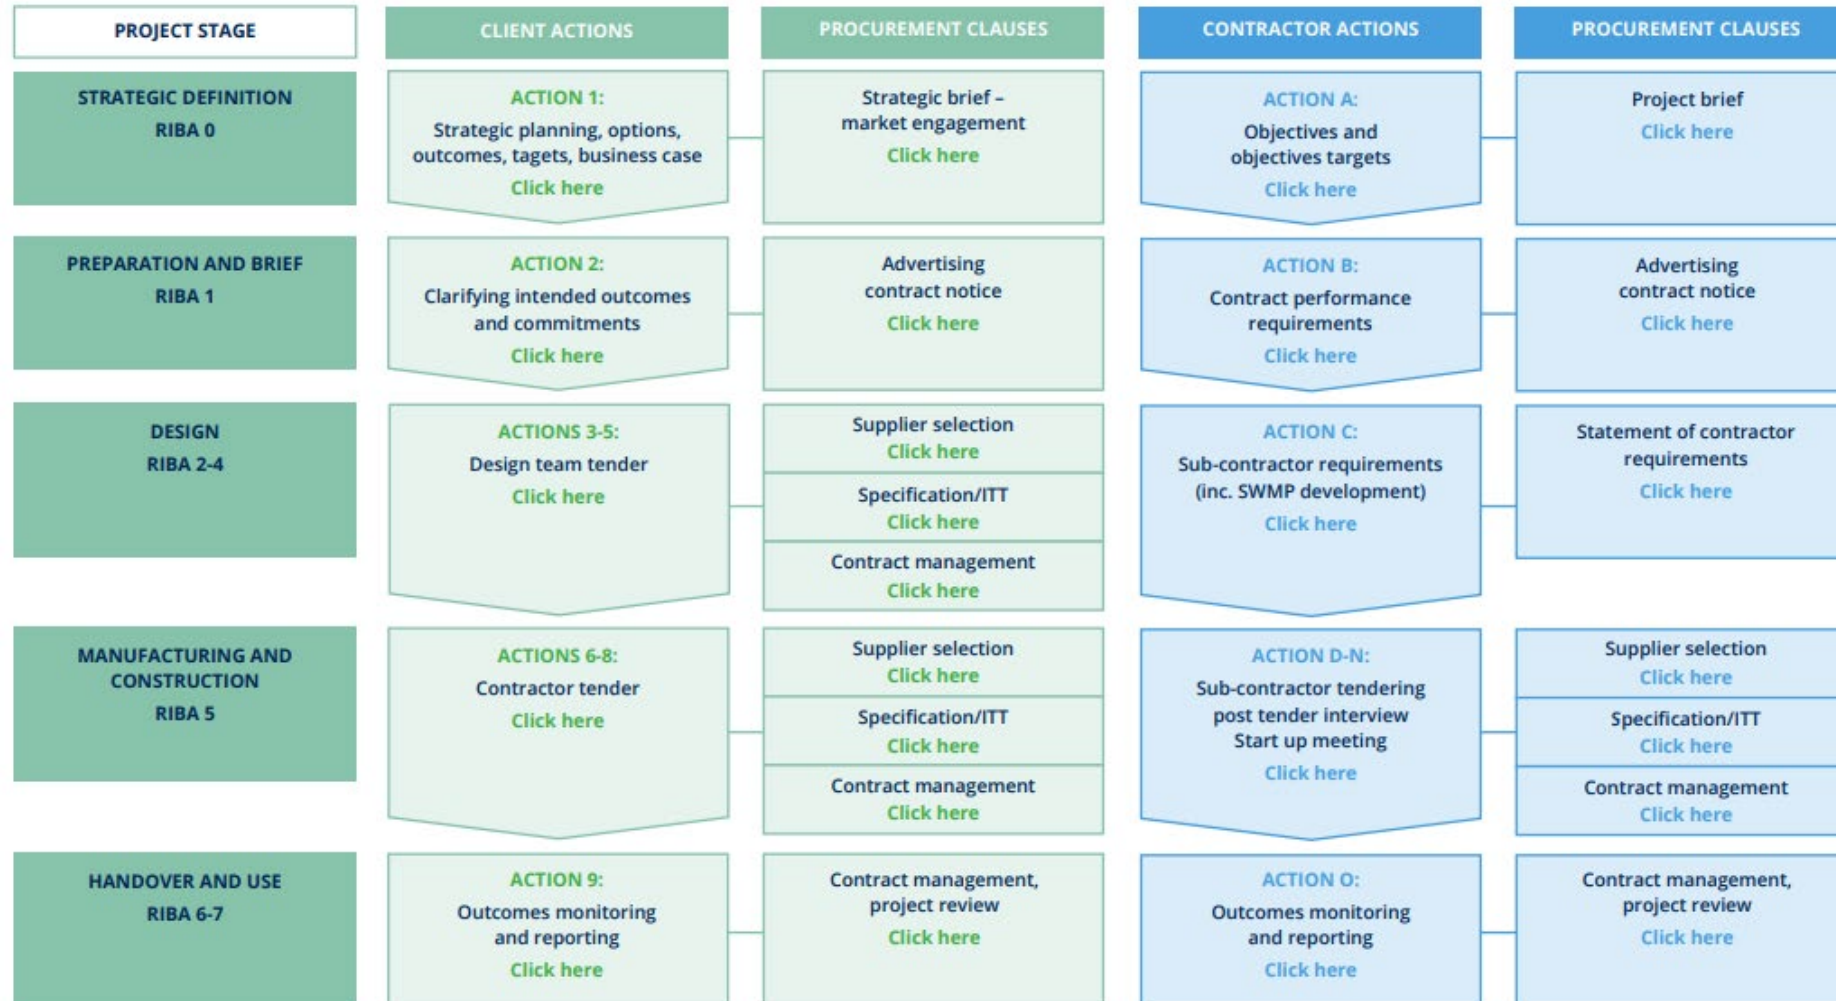 PROJECT STAGE
CLIENT ACTIONS
PROCUREMENT CLAUSES
CONTRACTOR ACTIONS
PROCUREMENT CLAUSES
STRATEGIC DEFINITION
RIBA 0
ACTION 1:
Strategic planning, options,
outcomes, tagets, business case
Click here
Strategic brief –
market engagement
Click here
ACTION A:
Objectives and
objectives targets
Click here
Project brief
Click here
PREPARATION AND BRIEF
RIBA 1
ACTION 2:
Clarifying intended outcomes
and commitments
Click here
Advertising
contract notice
Click here
ACTION B:
Contract performance
requirements
Click here
Advertising
contract notice
Click here
DESIGN
RIBA 2-4
ACTIONS 3-5:
Design team tender
Click here
Supplier selection
Click here
Specification/ITT
Click here
Contract management
Click here
ACTION C:
Sub-contractor requirements
(inc. SWMP development)
Click here
Statement of contractor
requirements
Click here
MANUFACTURING AND
CONSTRUCTION
RIBA 5
ACTIONS 6-8:
Contractor tender
Click here
Supplier selection
Click here
Specification/ITT
Click here
Contract management
Click here
ACTION D-N:
Sub-contractor tendering
post tender interview
Start up meeting
Click here
Supplier selection
Click here
Specification/ITT
Click here
Contract management
Click here
HANDOVER AND USE
RIBA 6-7
ACTION 9:
Outcomes monitoring
and reporting
Click here
Contract management,
project review
Click here
ACTION O:
Outcomes monitoring
and reporting
Click here
Contract management,
project review
Click here